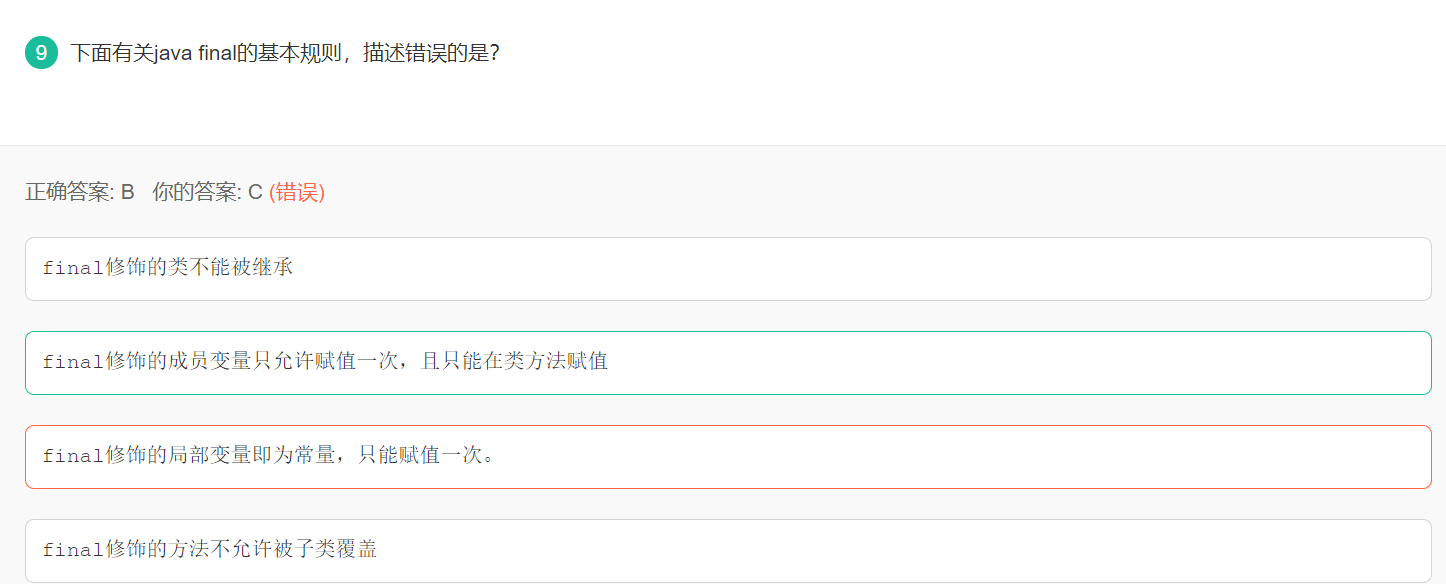 9 下面有关java final的基本规则，描述错误的是?
正确答案: B 你的答案: C (错误)
final修饰的类不能被继承
final修饰的成员变量只允许赋值一次，且只能在类方法赋值
final修饰的局部变量即为常量，只能赋值一次。
final修饰的方法不允许被子类覆盖